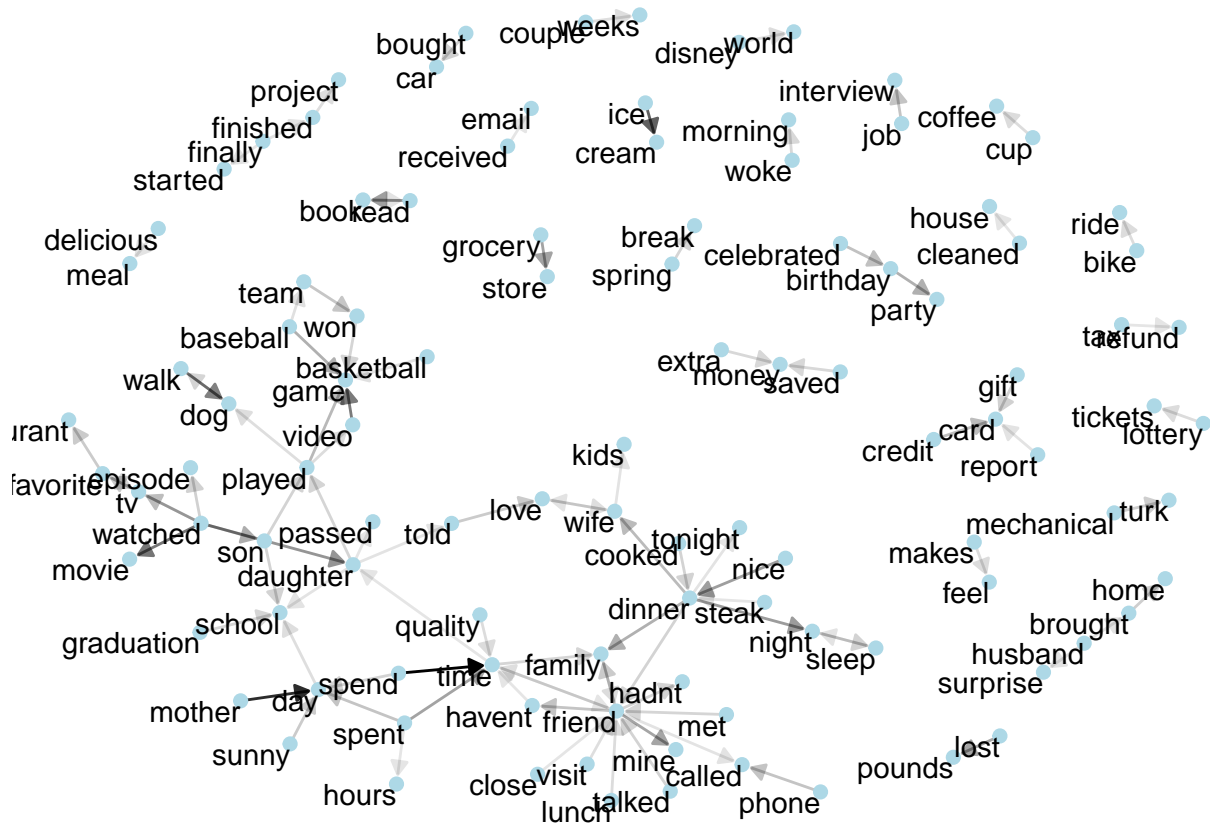 couple
weeks
bought
disney
world
car
project
interview
ice
email
coffee
finished
morning
job
finally
received
cream
cup
started
woke
book
read
house
ride
delicious
grocery
break
celebrated
cleaned
bike
meal
spring
birthday
store
team
party
baseball
won
tax
refund
basketball
extra
money
saved
walk
game
gift
dog
tickets
video
card
lottery
urant
credit
kids
report
favorite
episode
played
tv
love
mechanical
turk
watched
passed
told
wife
tonight
son
cooked
makes
movie
daughter
nice
feel
home
dinner
steak
school
quality
brought
graduation
night
sleep
husband
family
time
spend
surprise
day
hadnt
mother
havent
friend
met
spent
sunny
mine
lost
close
visit
called
pounds
hours
lunch
talked
phone